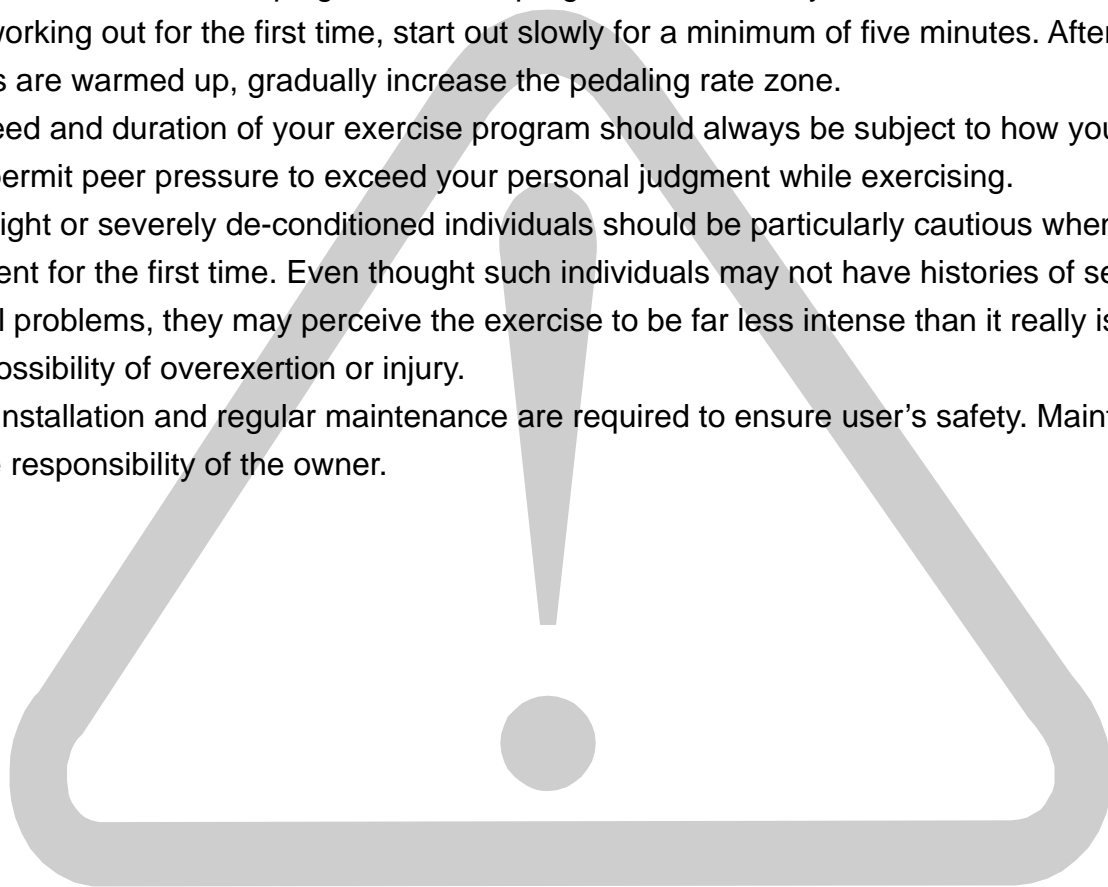 working out for the first time, start out slowly for a minimum of five minutes. After
s are warmed up, gradually increase the pedaling rate zone.
eed and duration of your exercise program should always be subject to how you
permit peer pressure to exceed your personal judgment while exercising.
ight or severely de-conditioned individuals should be particularly cautious when
ent for the first time. Even thought such individuals may not have histories of se
l problems, they may perceive the exercise to be far less intense than it really is
ossibility of overexertion or injury.
nstallation and regular maintenance are required to ensure user’s safety. Maint
e responsibility of the owner.